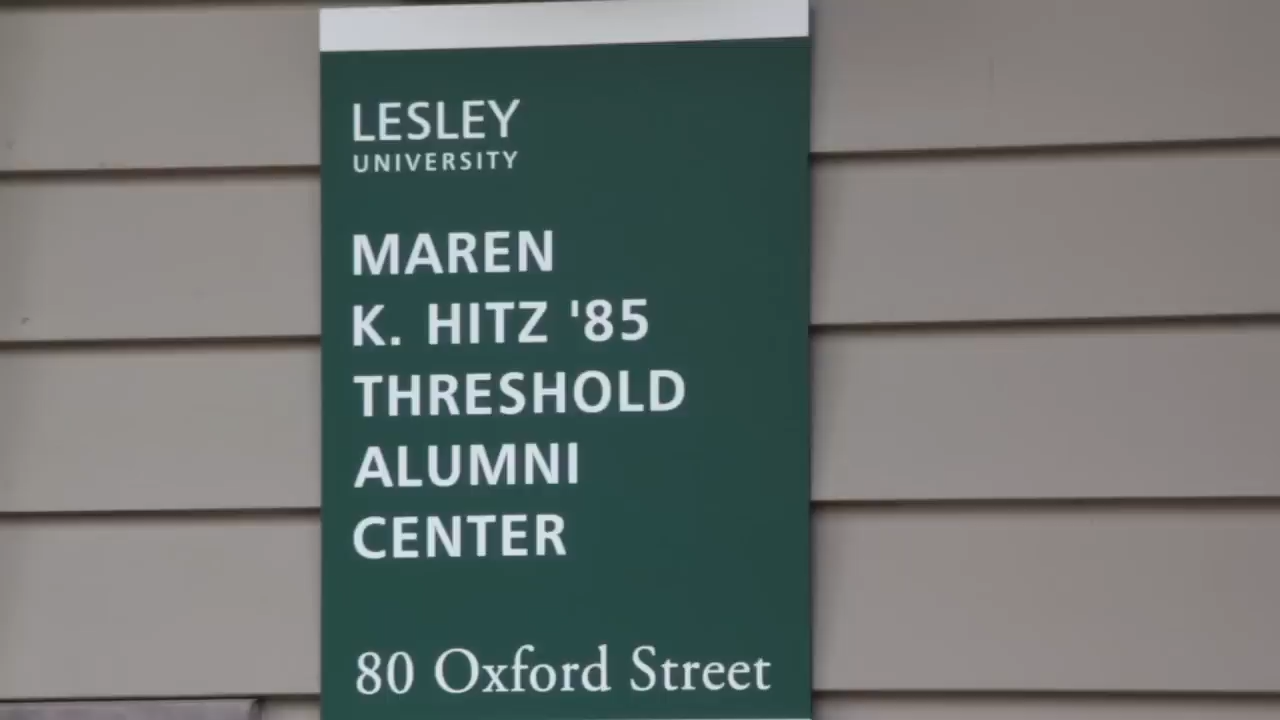 LESLEY
UNIVERSITY
MAREN
K. HITZ '85
THRESHOLD
ALUMNI
CENTER
80 Oxford Street